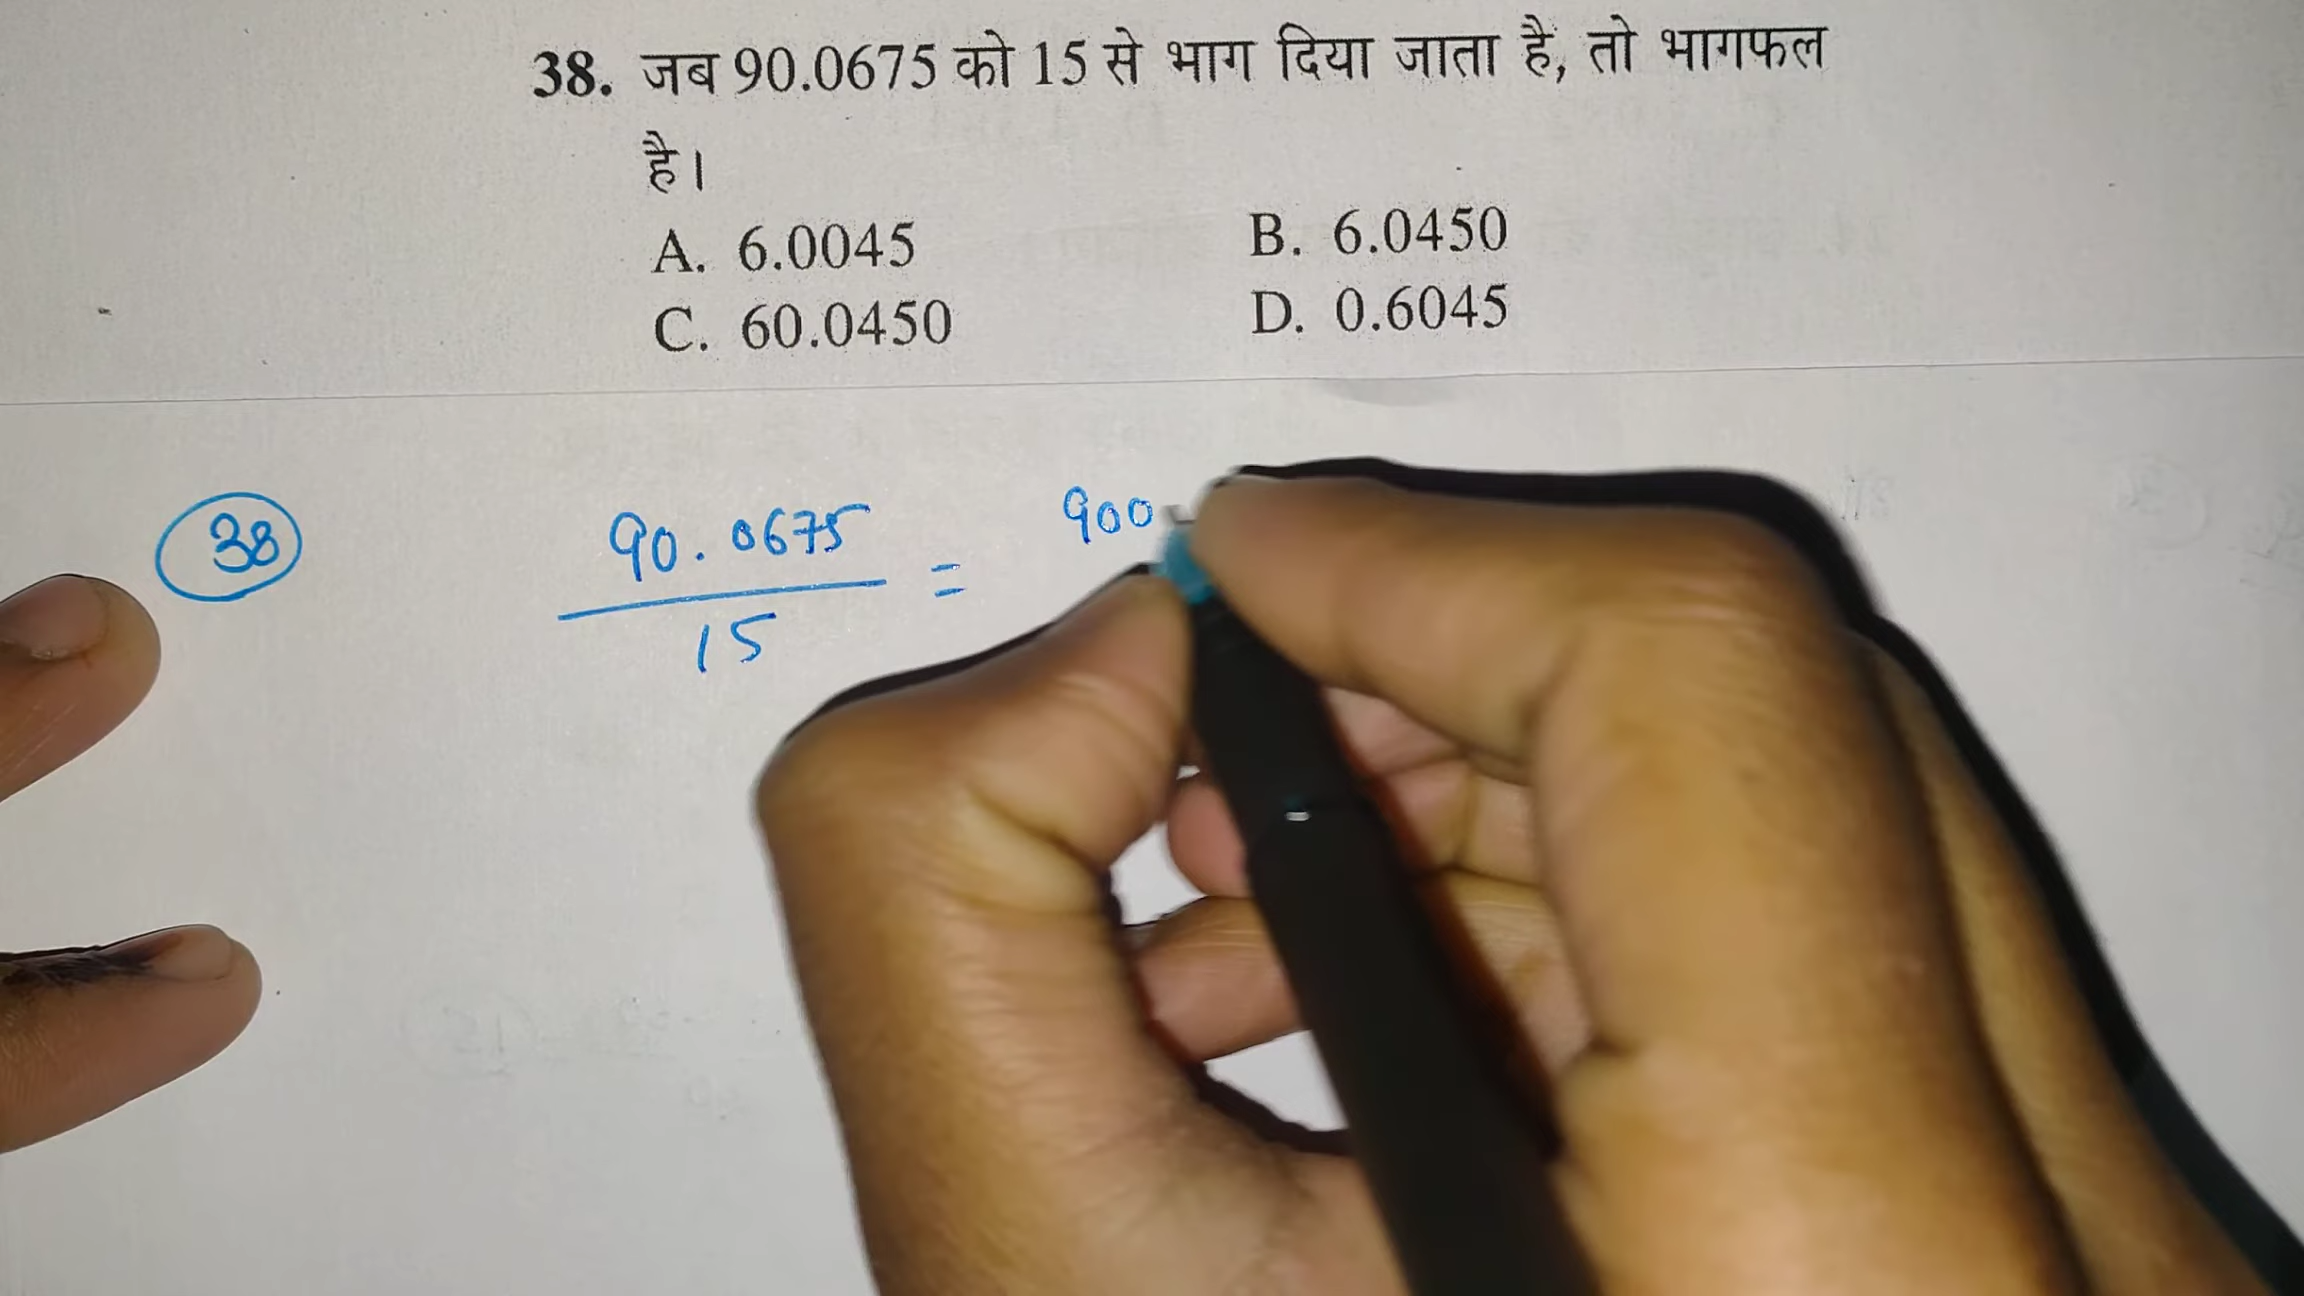 38. जब 90.0675 को 15 से भाग दिया जाता है, तो भागफल
है।
A. 6.0045 B. 6.0450
C. 60.0450 D. 0.6045
38 90.0675 = 900
15